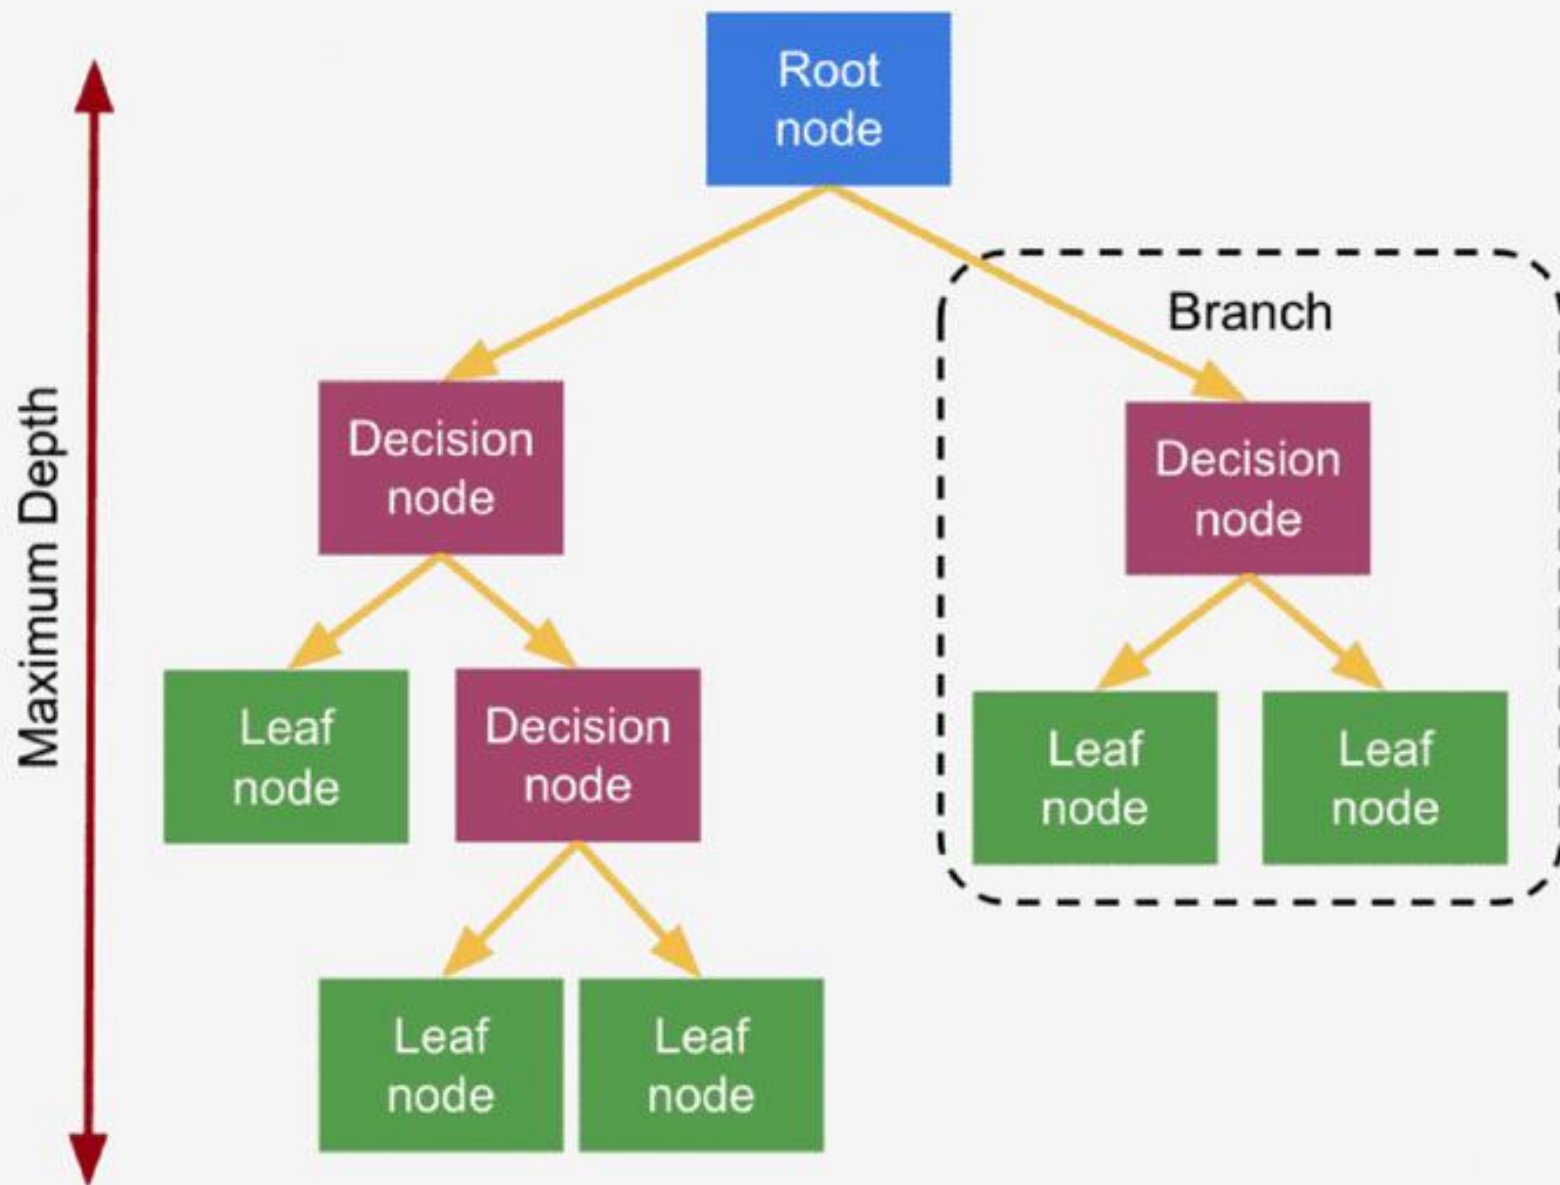 Root
node
Branch
Maximum Depth
Decision
node
Decision
node
Leaf
node
Decision
node
Leaf
node
Leaf
node
Leaf
node
Leaf
node